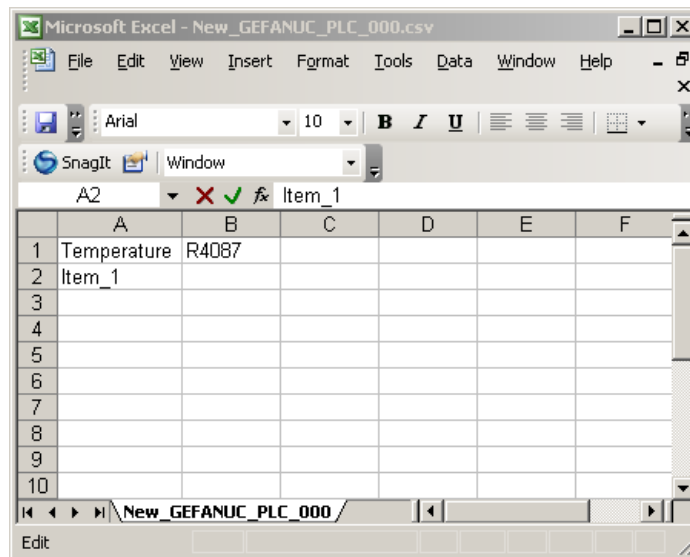 Microsoft Excel - New_GEFANUC_PLC_000.csv
File Edit View Insert Format Tools Data Window Help
Arial 10 B I U
SnagIt Window
A2 fx Item_1
A B C D E F
1 Temperature R4087
2 Item_1
3
4
5
6
7
8
9
10
New_GEFANUC_PLC_000
Edit